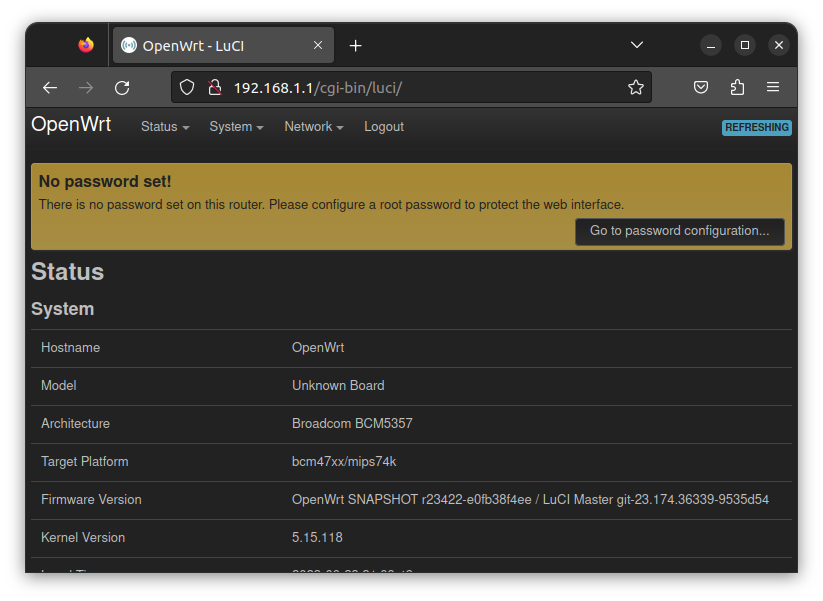 OpenWrt - LuCI
192.168.1.1/cgi-bin/luci/
OpenWrt Status System Network Logout REFRESHING
No password set!
There is no password set on this router. Please configure a root password to protect the web interface.
Go to password configuration...
Status
System
Hostname OpenWrt
Model Unknown Board
Architecture Broadcom BCM5357
Target Platform bcm47xx/mips74k
Firmware Version OpenWrt SNAPSHOT r23422-e0fb38f4ee / LuCI Master git-23.174.36339-9535d54
Kernel Version 5.15.118